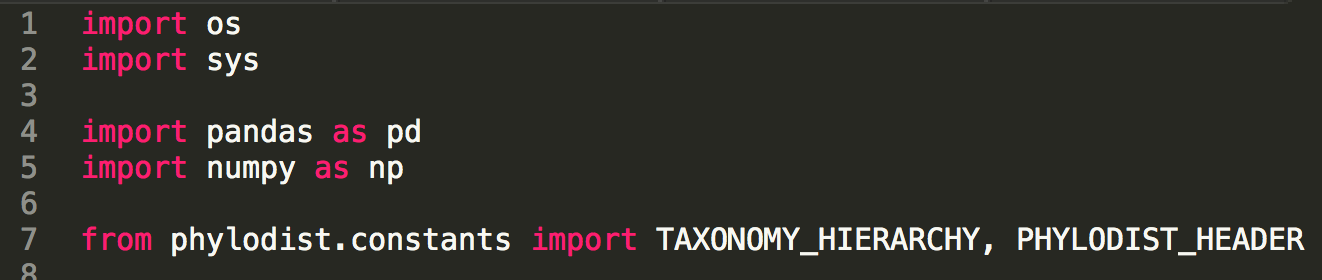 1 import os
2 import sys
3
4 import pandas as pd
5 import numpy as np
6
7 from phylodist.constants import TAXONOMY_HIERARCHY, PHYLODIST_HEADER
8